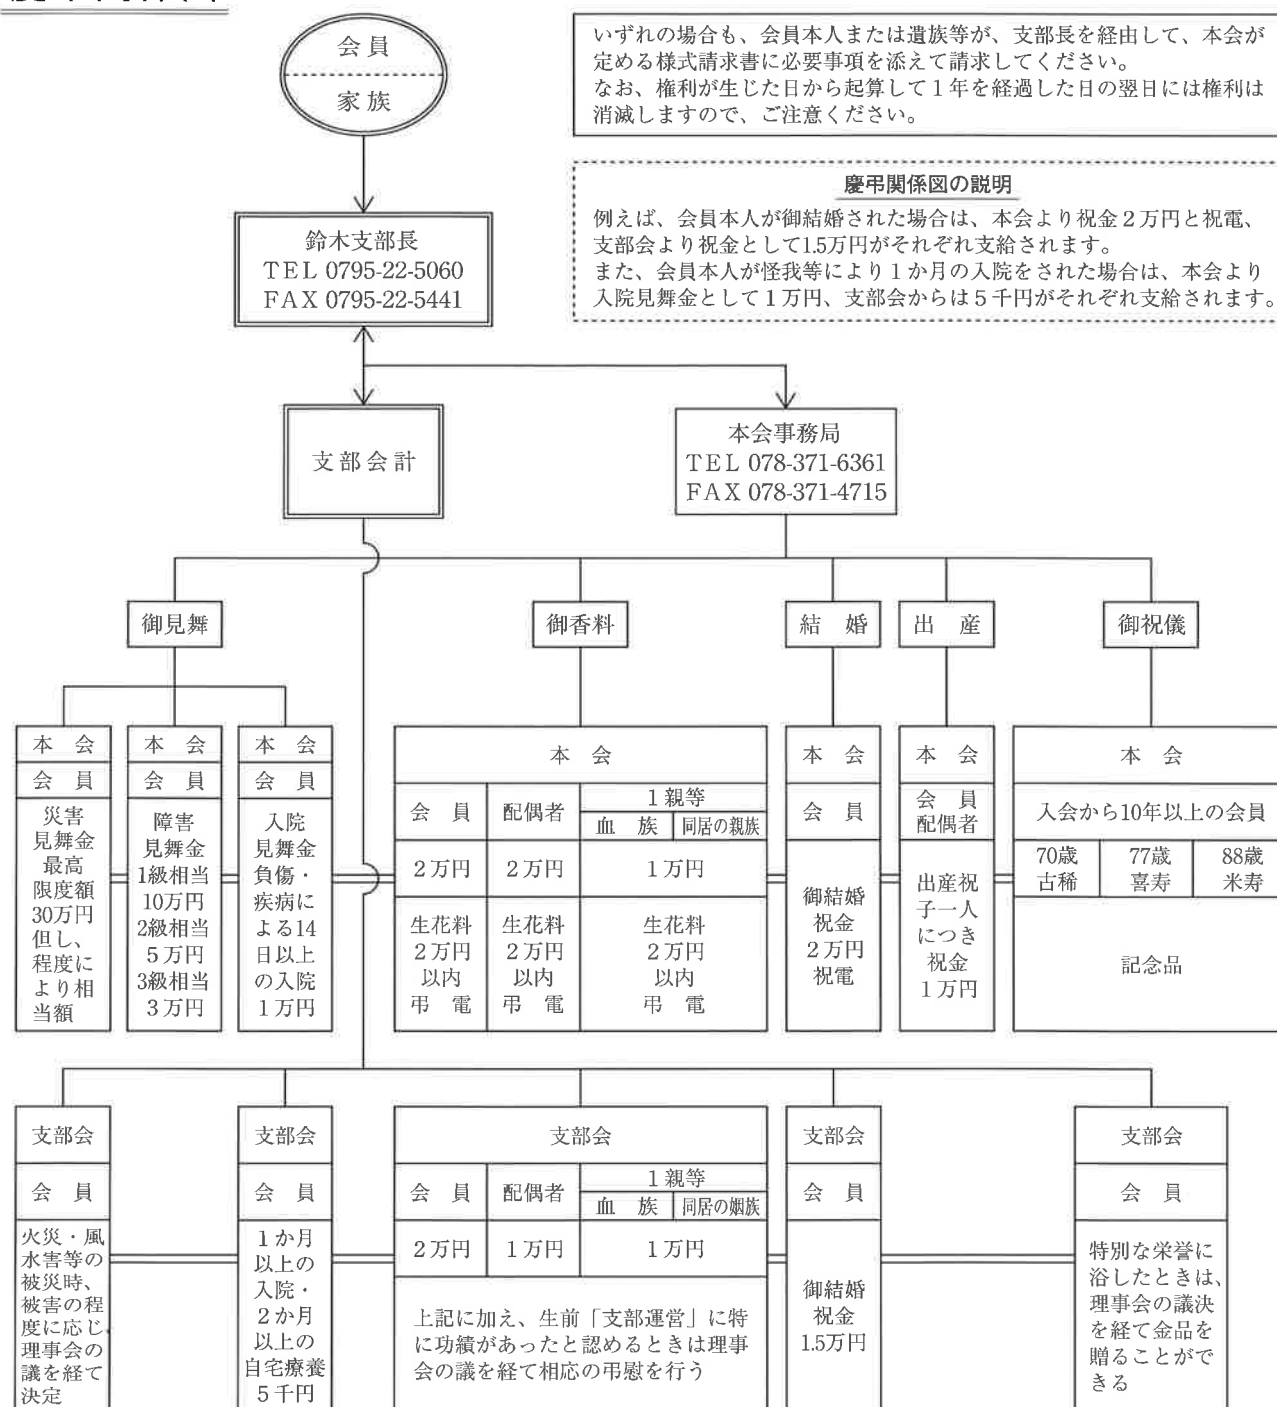 会員
家族
いずれの場合も、会員本人または遺族等が、支部長を経由して、本会が
定める様式請求書に必要事項を添えて請求してください。
なお、権利が生じた日から起算して1年を経過した日の翌日には権利は
消滅しますので、ご注意ください。
慶弔関係図の説明
例えば、会員本人が御結婚された場合は、本会より祝金2万円と祝電、
支部会より祝金として1.5万円がそれぞれ支給されます。
また、会員本人が怪我等により1か月の入院をされた場合は、本会より
入院見舞金として1万円、支部会からは5千円がそれぞれ支給されます。
鈴木支部長
TEL 0795-22-5060
FAX 0795-22-5441
支部会計
本会事務局
TEL 078-371-6361
FAX 078-371-4715
御見舞
御香料
結 婚
出 産
御祝儀
本 会
会 員
災害
見舞金
最高
限度額
30万円
但し、
程度に
より相
当額
本 会
会 員
障害
見舞金
1級相当
10万円
2級相当
5万円
3級相当
3万円
本 会
会 員
入院
見舞金
負傷・
疾病に
よる14
日以上
の入院
1万円
本 会
会 員
配偶者
1親等
血 族
同居の親族
2万円
2万円
1万円
生花料
2万円
以内
弔 電
生花料
2万円
以内
弔 電
生花料
2万円
以内
弔 電
本 会
会 員
御結婚
祝金
2万円
祝電
本 会
会 員
配偶者
出産祝
子一人
につき
祝金
1万円
本 会
入会から10年以上の会員
70歳
古稀
77歳
喜寿
88歳
米寿
記念品
支部会
会 員
火災・風
水害等の
被災時、
被害の程
度に応じ
理事会の
議を経て
決定
支部会
会 員
1か月
以上の
入院・
2か月
以上の
自宅療養
5千円
支部会
会 員
配偶者
1親等
血 族
同居の姻族
2万円
1万円
1万円
上記に加え、生前「支部運営」に特
に功績があったと認めるときは理事
会の議を経て相応の弔慰を行う
支部会
会 員
御結婚
祝金
1.5万円
支部会
会 員
特別な栄誉に
浴したときは、
理事会の議決
を経て金品を
贈ることがで
きる